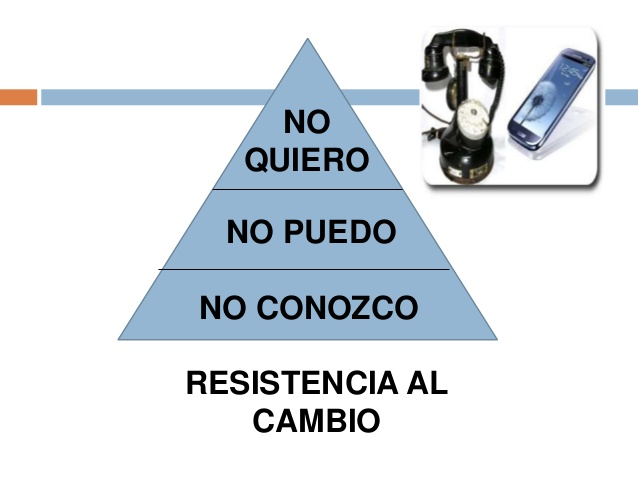 NO
QUIERO
NO PUEDO
NO CONOZCO
RESISTENCIA AL
CAMBIO